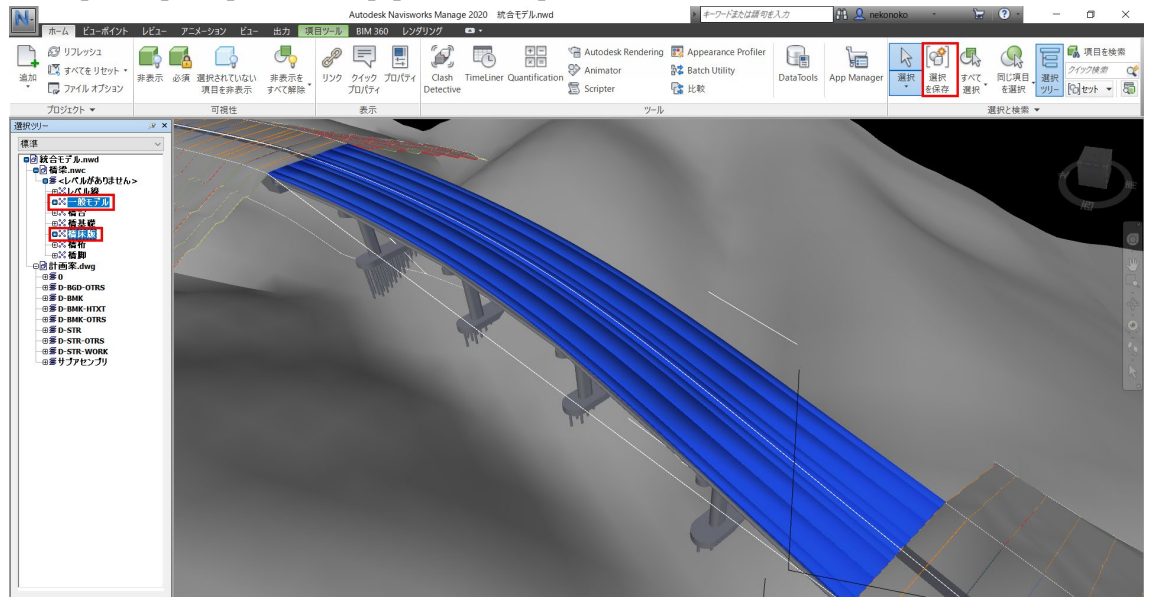 Autodesk Navisworks Manage 2020 統合モデル.nwd
キーワードまたは語句を入力
nekonoko
ホーム ビューポイント レビュー アニメーション ビュー 出力 項目ツール BIM 360 レンダリング
追加
リフレッシュ
すべてをリセット
ファイル オプション
プロジェクト
非表示
必須
選択されていない
項目を非表示
非表示を
すべて解除
可視性
リンク
クイック
プロパティ
プロパティ
表示
Clash
Detective
TimeLiner
Quantification
Autodesk Rendering
Animator
Scripter
Appearance Profiler
Batch Utility
比較
DataTools
App Manager
ツール
選択
選択
を保存
すべて
選択
同じ項目
を選択
選択
ツリー
項目を検索
クイック検索
セット
選択と検索
選択ツリー
標準
統合モデル.nwd
橋梁.nwc
<レベルがありません>
レベル線
一般モデル
橋台
橋基礎
橋床版
橋桁
橋脚
計画案.dwg
0
D-BGD-OTRS
D-BMK
D-BMK-HTXT
D-BMK-OTRS
D-STR
D-STR-OTRS
D-STR-WORK
サブアセンブリ